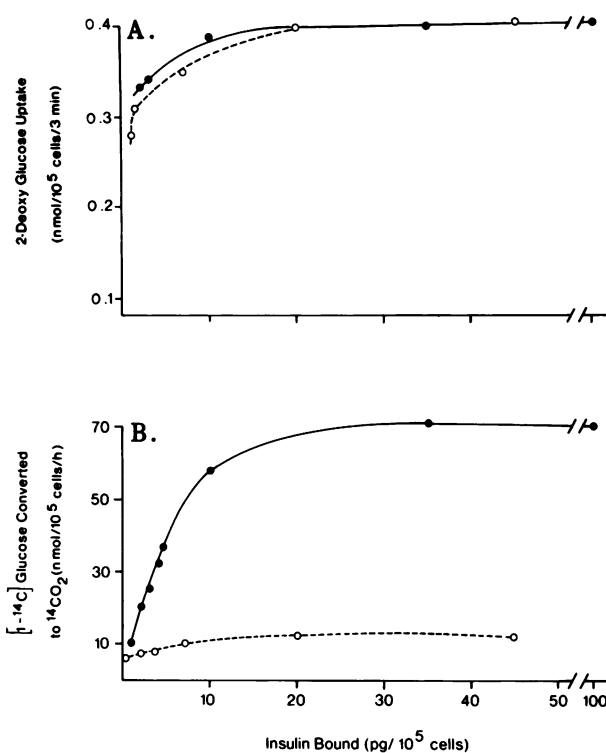 A.
2-Deoxy Glucose Uptake
(nmol/10⁵ cells/3 min)
0.4
0.3
0.2
0.1
B.
[1-¹⁴C] Glucose Converted
to ¹⁴CO₂ (nmol/10⁵ cells/h)
70
50
30
10
10 20 30 40 50 100
Insulin Bound (pg/10⁵ cells)